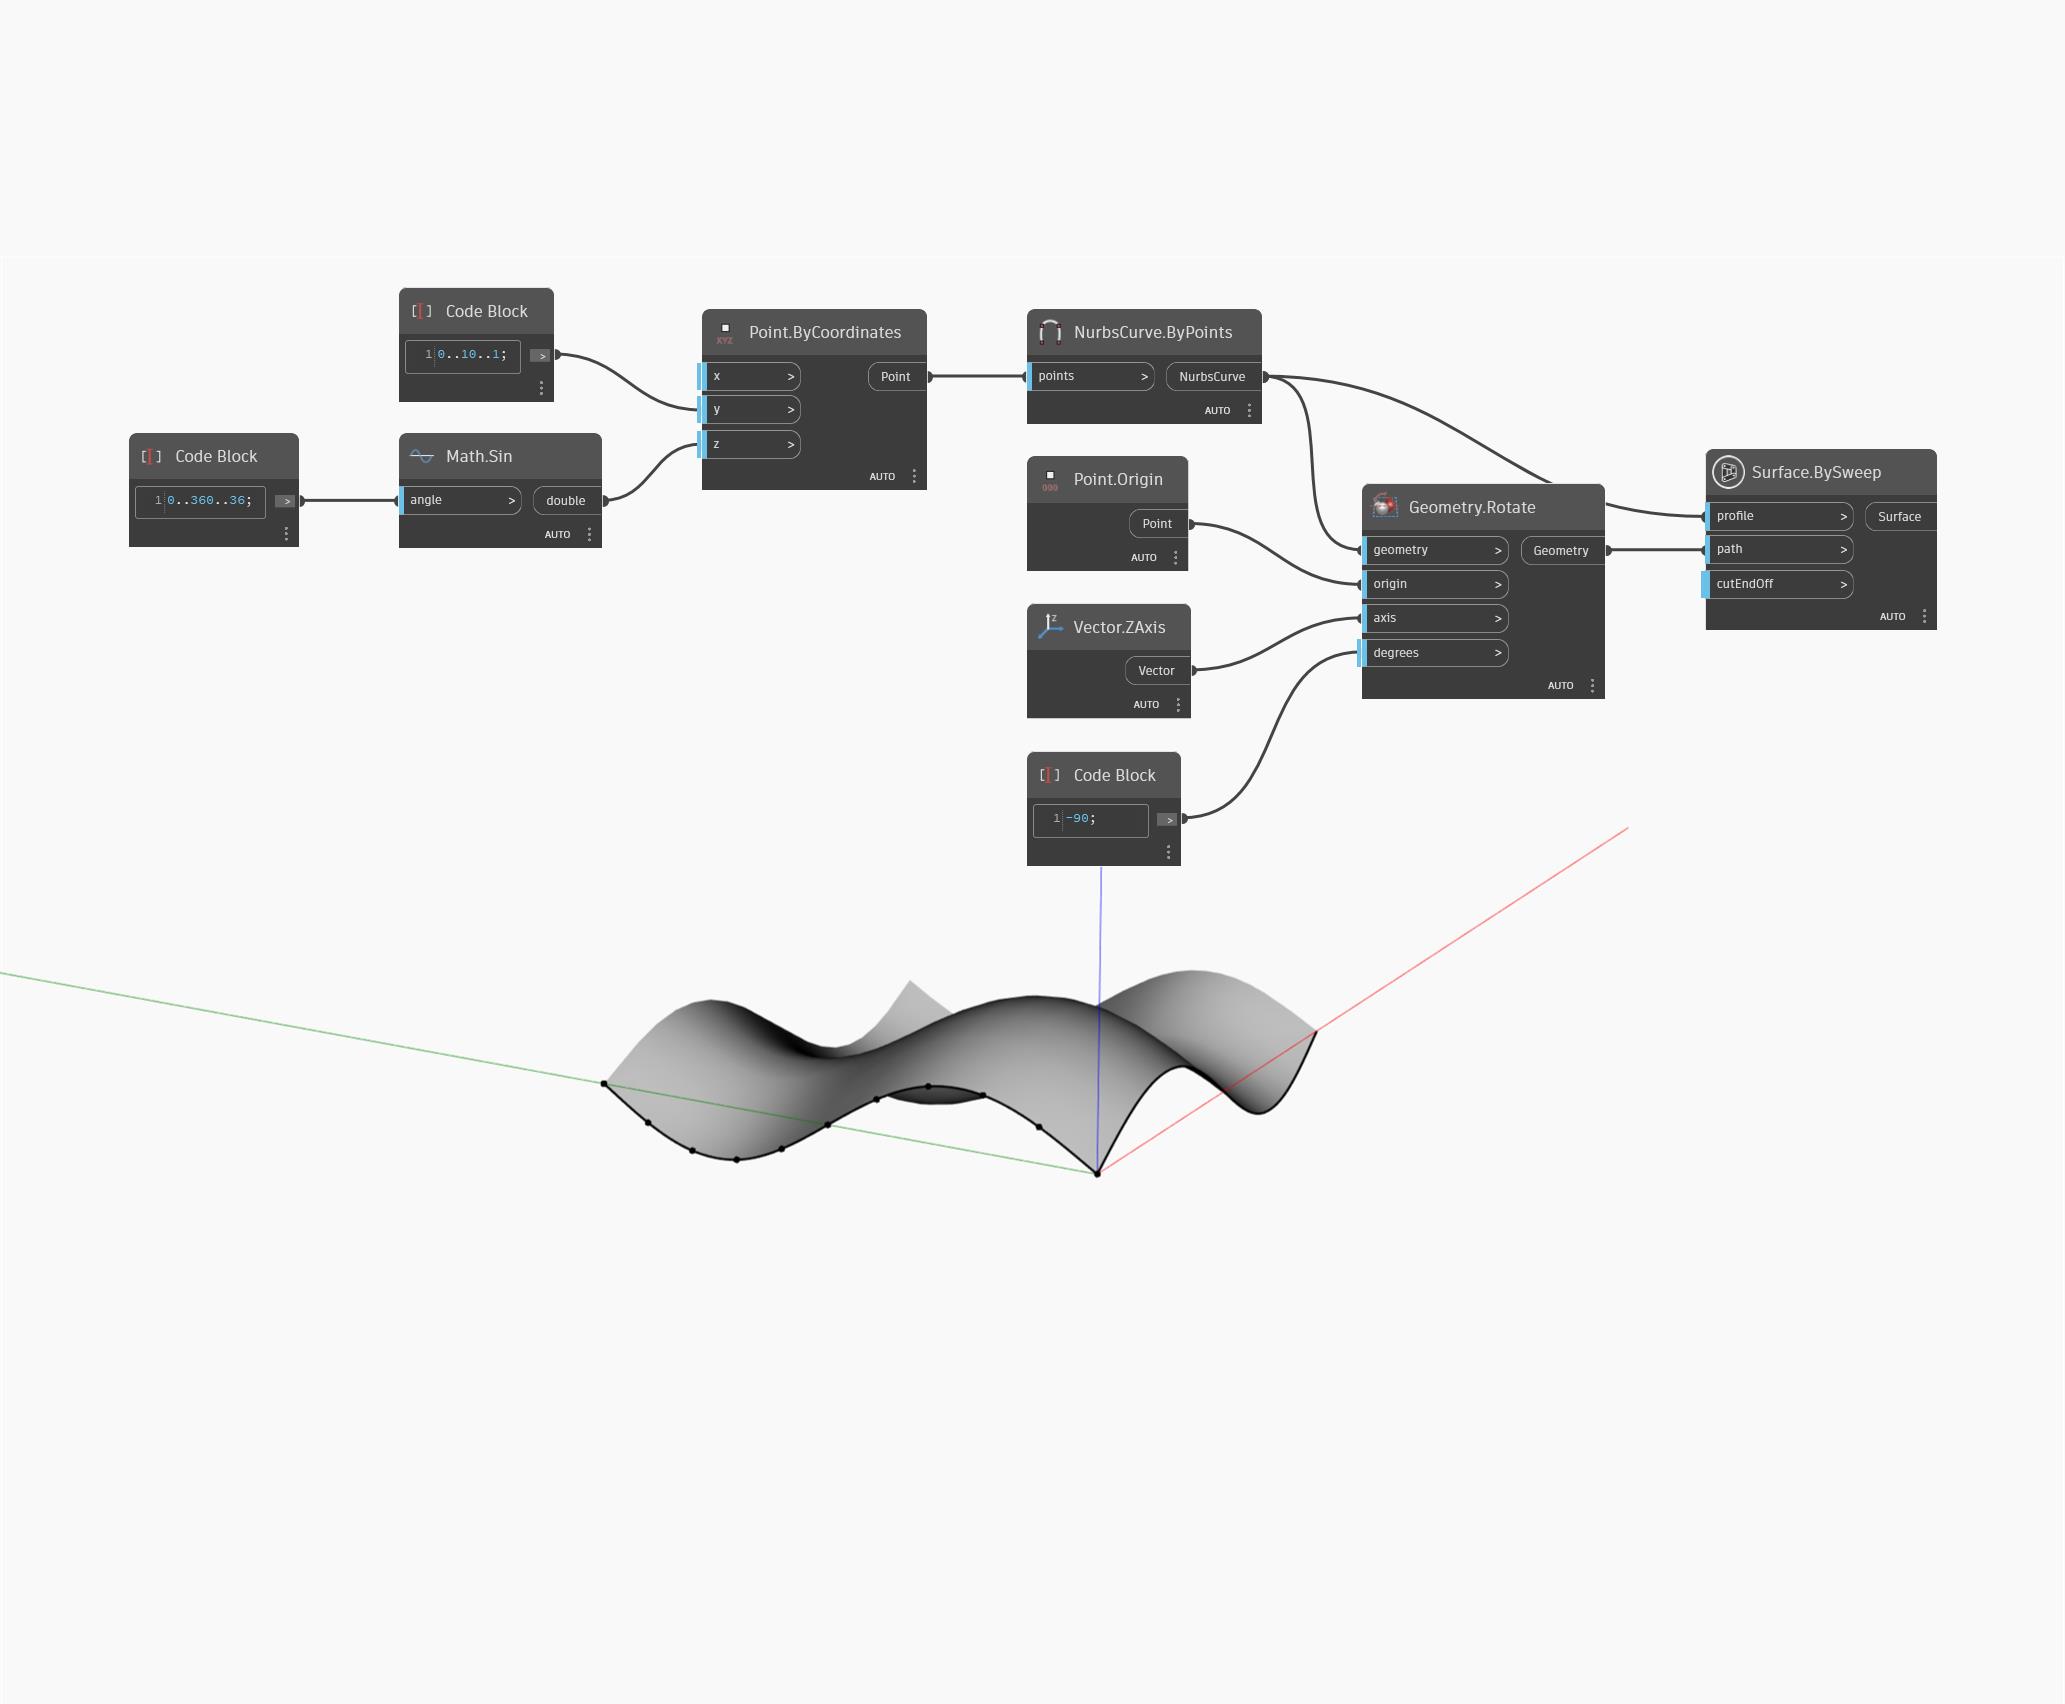 Code Block
1 0..10..1; >
Code Block
1 0..360..36; >
Math.Sin
angle > double
AUTO
XYZ Point.ByCoordinates
x > Point
y >
z >
AUTO
NurbsCurve.ByPoints
points > NurbsCurve
AUTO
000 Point.Origin
Point
AUTO
Z Vector.ZAxis
Vector
AUTO
Code Block
1 -90; >
Geometry.Rotate
geometry > Geometry
origin >
axis >
degrees >
AUTO
Surface.BySweep
profile > Surface
path >
cutEndOff >
AUTO